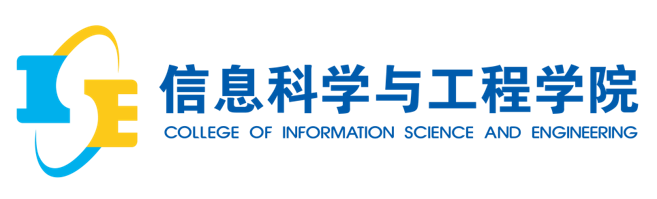 ISE
信息科学与工程学院
COLLEGE OF INFORMATION SCIENCE AND ENGINEERING